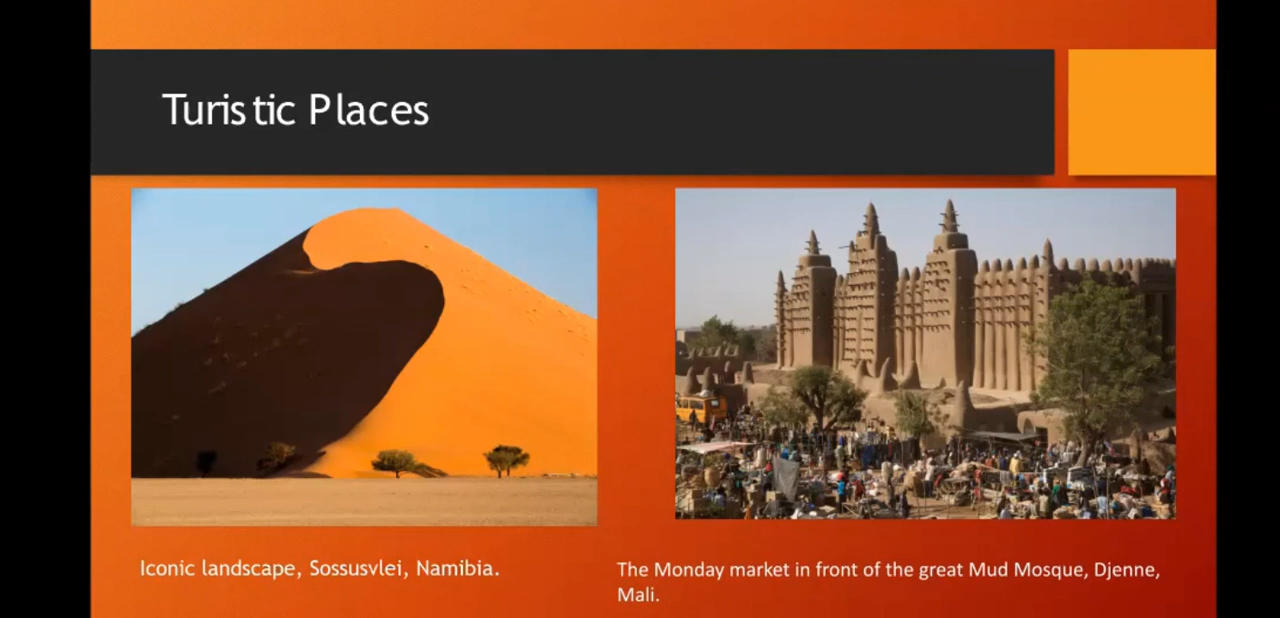 Turistic Places
Iconic landscape, Sossusvlei, Namibia.
The Monday market in front of the great Mud Mosque, Djenne,
Mali.